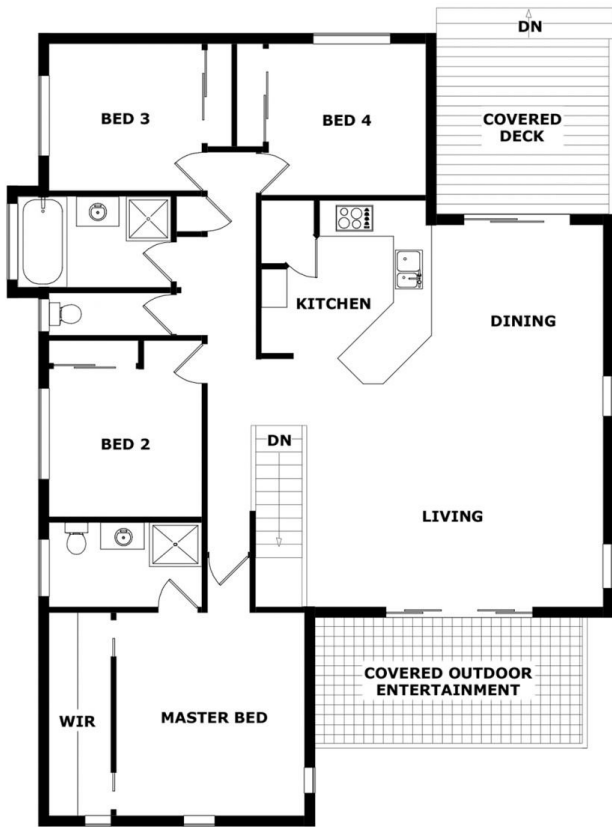 DN
BED 3
BED 4
COVERED
DECK
KITCHEN
DINING
BED 2
DN
LIVING
COVERED OUTDOOR
ENTERTAINMENT
WIR
MASTER BED